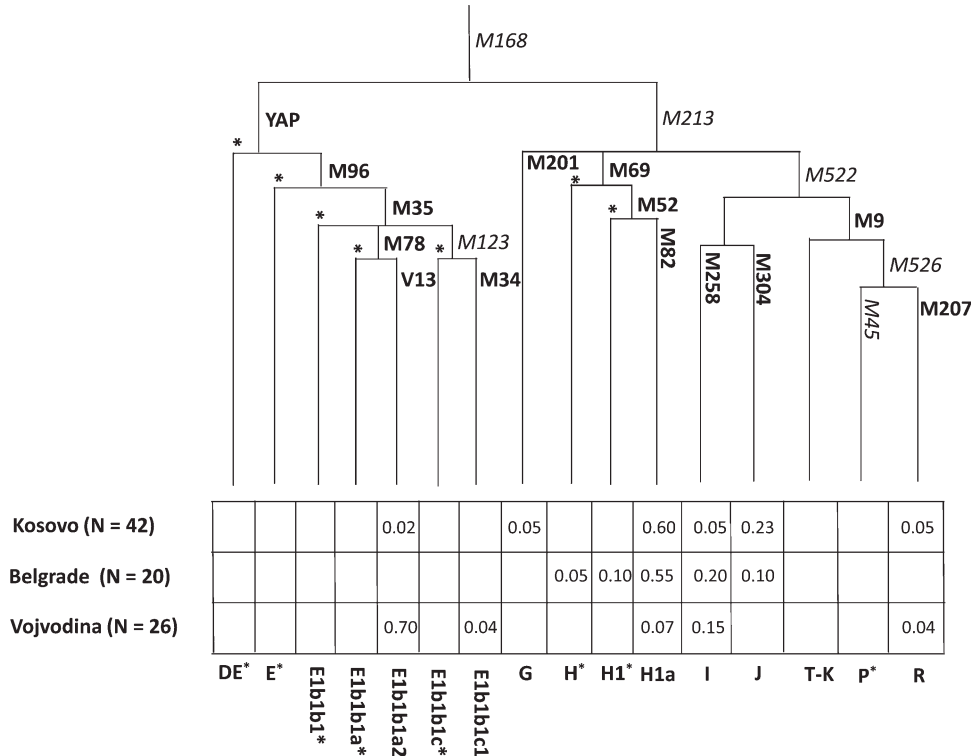 M168
YAP
M213
*
M201
M69
M96
*
*
M522
M35
*
M52
*
M9
M78
M123
*
*
M82
V13
M34
M258
M304
M526
M45
M207
Kosovo (N = 42) 0.02 0.05 0.60 0.05 0.23 0.05
Belgrade (N = 20) 0.05 0.10 0.55 0.20 0.10
Vojvodina (N = 26) 0.70 0.04 0.07 0.15 0.04
DE* E* E1b1b1* E1b1b1a* E1b1b1a2 E1b1b1c* E1b1b1c1 G H* H1* H1a I J T-K P* R